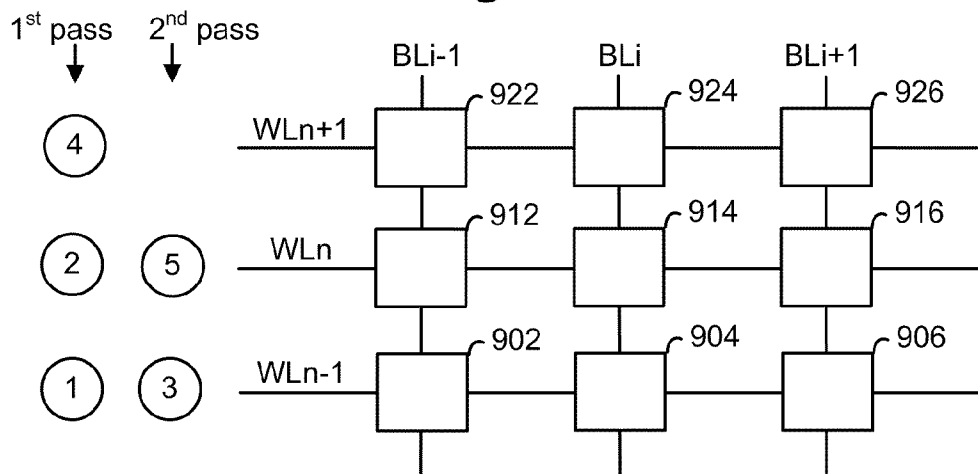 1st pass 2nd pass
BLi-1 BLi BLi+1
922 924 926
4 WLn+1
912 914 916
2 5 WLn
902 904 906
1 3 WLn-1